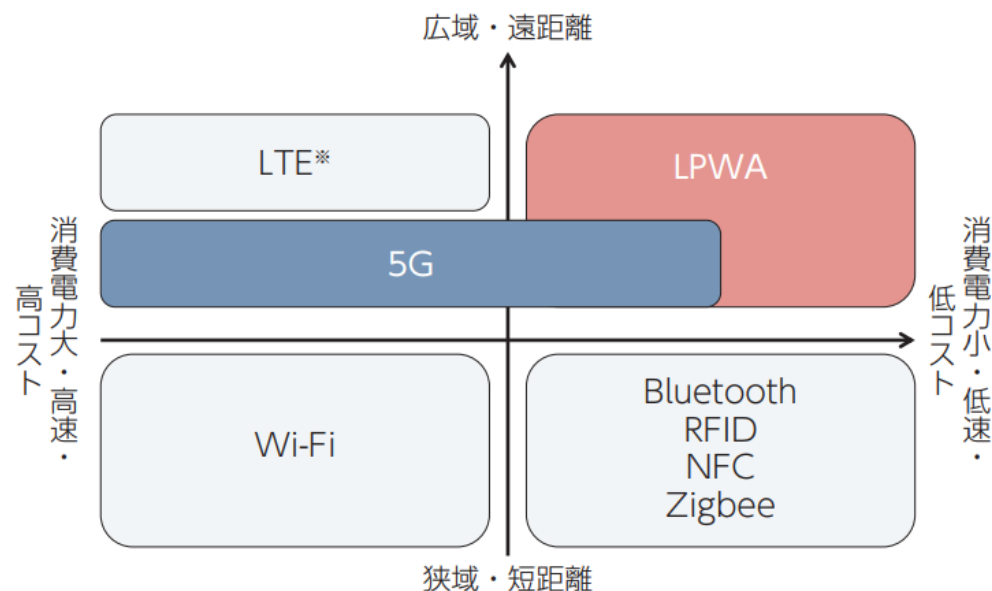 広域・遠距離
LTE※
LPWA
5G
消費電力大・高速・
高コスト
消費電力小・低速・
低コスト
Wi-Fi
Bluetooth
RFID
NFC
Zigbee
狭域・短距離